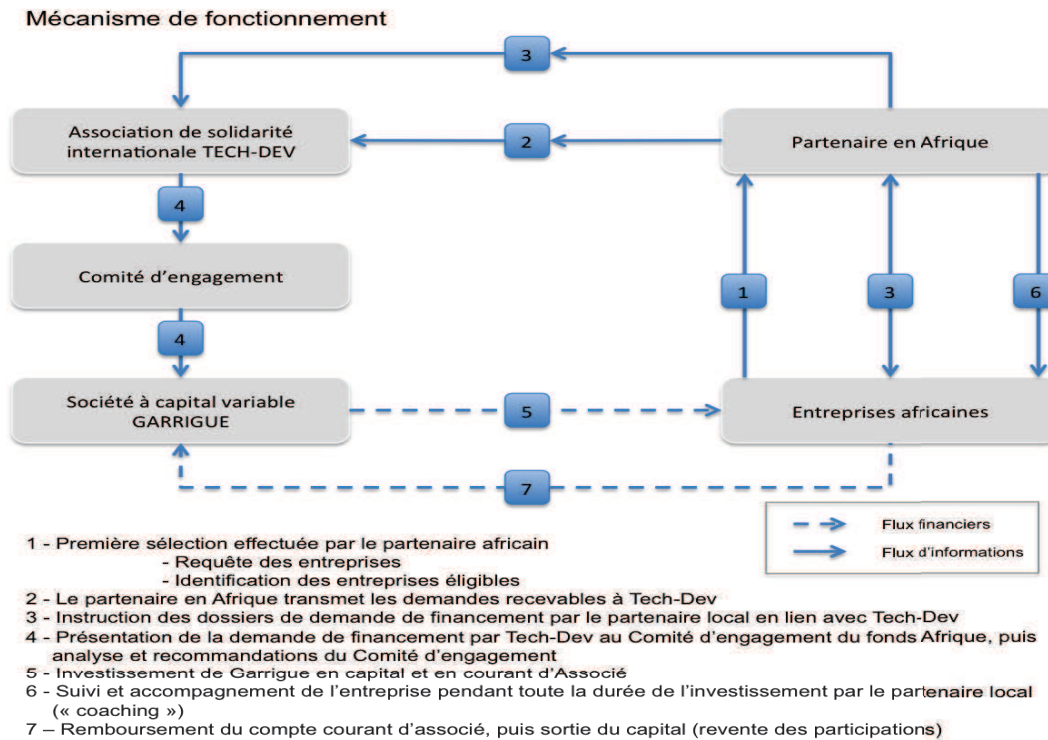 Mécanisme de fonctionnement
3
Association de solidarité
internationale TECH-DEV
2
Partenaire en Afrique
4
Comité d'engagement
1
3
6
4
Société à capital variable
GARRIGUE
5
Entreprises africaines
7
Flux financiers
Flux d'informations
1 - Première sélection effectuée par le partenaire africain
- Requête des entreprises
- Identification des entreprises éligibles
2 - Le partenaire en Afrique transmet les demandes recevables à Tech-Dev
3 - Instruction des dossiers de demande de financement par le partenaire local en lien avec Tech-Dev
4 - Présentation de la demande de financement par Tech-Dev au Comité d'engagement du fonds Afrique, puis
analyse et recommandations du Comité d'engagement
5 - Investissement de Garrigue en capital et en courant d'Associé
6 - Suivi et accompagnement de l'entreprise pendant toute la durée de l'investissement par le partenaire local
(« coaching »)
7 – Remboursement du compte courant d'associé, puis sortie du capital (revente des participations)